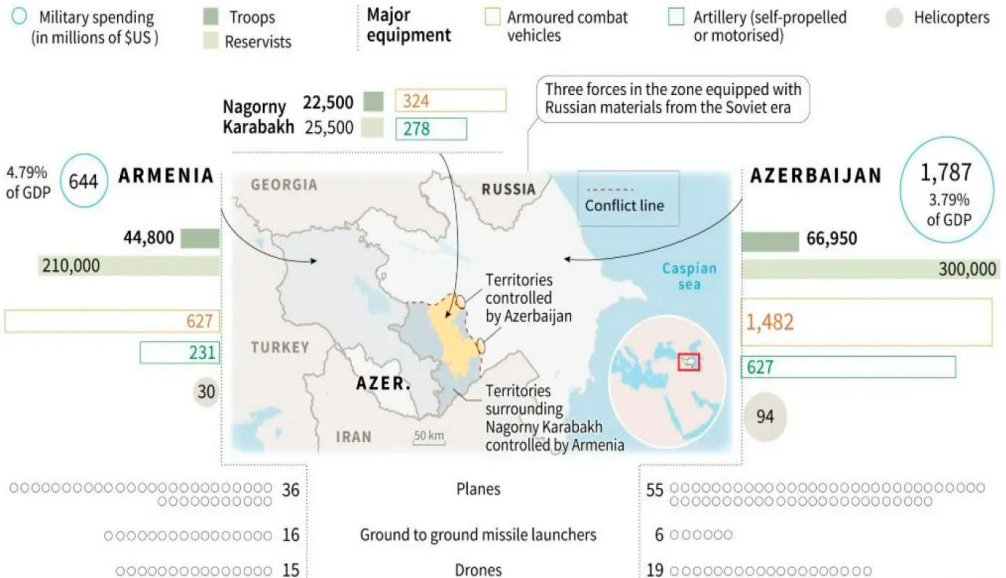 Military spending
(in millions of $US )
Troops
Reservists
Major
equipment
Armoured combat
vehicles
Artillery (self-propelled
or motorised)
Helicopters
Nagorny
Karabakh
22,500
25,500
324
278
Three forces in the zone equipped with
Russian materials from the Soviet era
4.79%
of GDP
644
ARMENIA
44,800
210,000
627
231
30
GEORGIA
RUSSIA
Conflict line
Caspian
sea
Territories
controlled
by Azerbaijan
TURKEY
AZER.
IRAN
50 km
Territories
surrounding
Nagorny Karabakh
controlled by Armenia
AZERBAIJAN
1,787
3.79%
of GDP
66,950
300,000
1,482
627
94
36 Planes 55
16 Ground to ground missile launchers 6
15 Drones 19